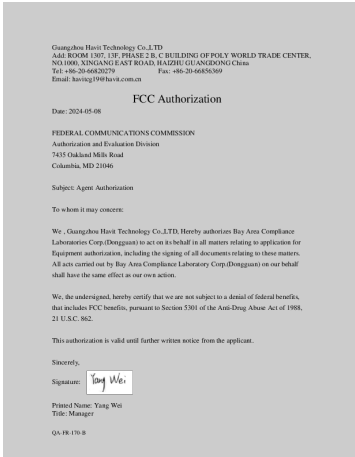 Guangzhou Havit Technology Co.,LTD
Add: ROOM 1307, 13F, PHASE 2 B, C BUILDING OF POLY WORLD TRADE CENTER,
NO.1000, XINGANG EAST ROAD, HAIZHU GUANGDONG China
Tel: +86-20-66820279 Fax: +86-20-66856369
Email: havitcg19@havit.com.cn
FCC Authorization
Date: 2024-05-08
FEDERAL COMMUNICATIONS COMMISSION
Authorization and Evaluation Division
7435 Oakland Mills Road
Columbia, MD 21046
Subject: Agent Authorization
To whom it may concern:
We , Guangzhou Havit Technology Co.,LTD, Hereby authorizes Bay Area Compliance
Laboratories Corp.(Dongguan) to act on its behalf in all matters relating to application for
Equipment authorization, including the signing of all documents relating to these matters.
All acts carried out by Bay Area Compliance Laboratory Corp.(Dongguan) on our behalf
shall have the same effect as our own action.
We, the undersigned, hereby certify that we are not subject to a denial of federal benefits,
that includes FCC benefits, pursuant to Section 5301 of the Anti-Drug Abuse Act of 1988,
21 U.S.C. 862.
This authorization is valid until further written notice from the applicant.
Sincerely,
Signature: Yang Wei
Printed Name: Yang Wei
Title: Manager
QA-FR-170-B